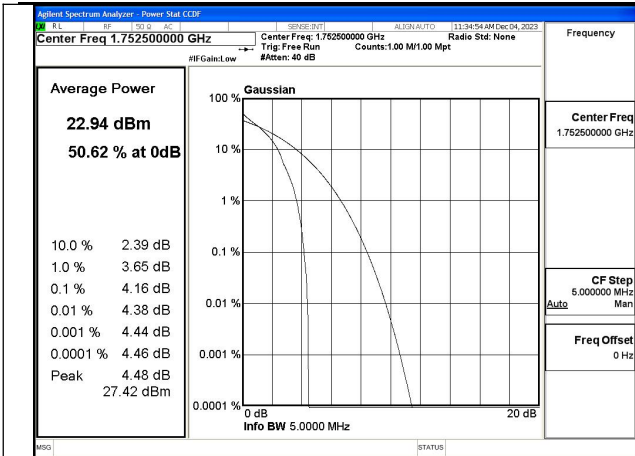 Agilent Spectrum Analyzer - Power Stat CCDF
RL RF 50 Ω AC SENSE:INT ALIGN AUTO 11:34:54 AM Dec 04, 2023
Center Freq 1.752500000 GHz
Center Freq: 1.752500000 GHz Radio Std: None
Trig: Free Run Counts:1.00 M/1.00 Mpt
#IFGain:Low #Atten: 40 dB
Frequency
Average Power
22.94 dBm
50.62 % at 0dB
10.0 % 2.39 dB
1.0 % 3.65 dB
0.1 % 4.16 dB
0.01 % 4.38 dB
0.001 % 4.44 dB
0.0001 % 4.46 dB
Peak 4.48 dB
27.42 dBm
Gaussian
100 %
10 %
1 %
0.1 %
0.01 %
0.001 %
0.0001 %
0 dB 20 dB
Info BW 5.0000 MHz
Center Freq
1.752500000 GHz
CF Step
5.000000 MHz
Auto Man
Freq Offset
0 Hz
MSG STATUS